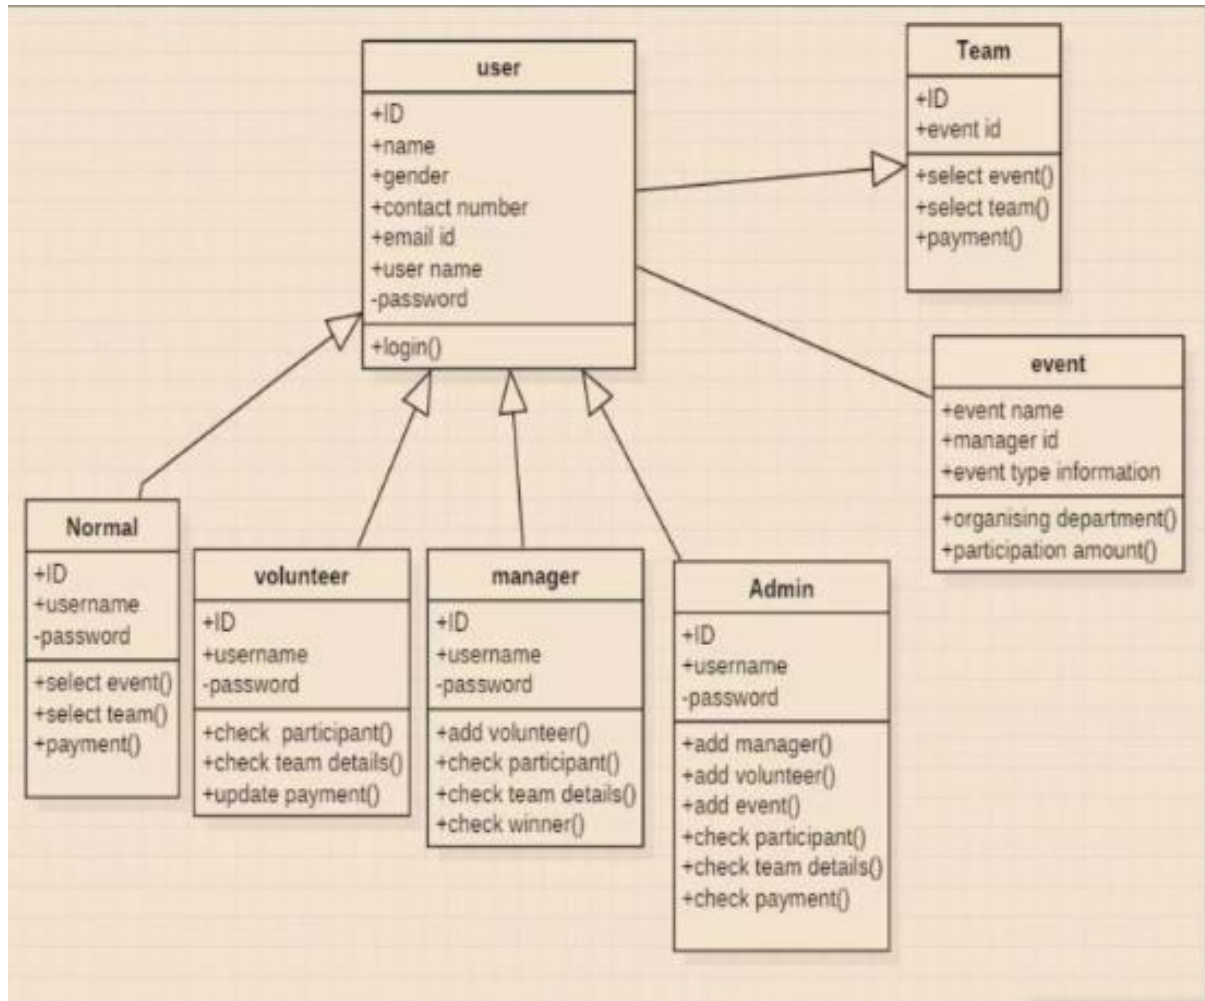 user
+ID
+name
+gender
+contact number
+email id
+user name
-password
+login()
Team
+ID
+event id
+select event()
+select team()
+payment()
event
+event name
+manager id
+event type information
+organising department()
+participation amount()
Normal
+ID
+username
-password
+select event()
+select team()
+payment()
volunteer
+ID
+username
-password
+check participant()
+check team details()
+update payment()
manager
+ID
+username
-password
+add volunteer()
+check participant()
+check team details()
+check winner()
Admin
+ID
+username
-password
+add manager()
+add volunteer()
+add event()
+check participant()
+check team details()
+check payment()